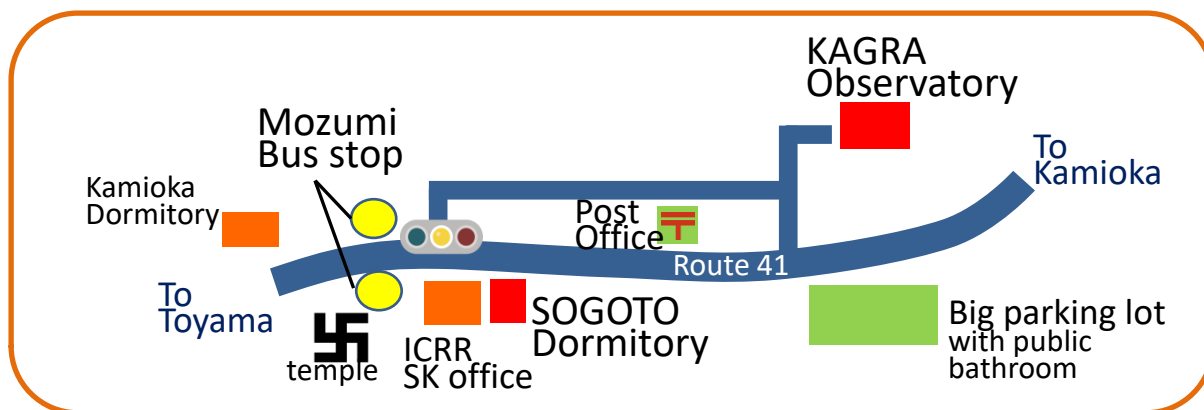 KAGRA
Observatory
Mozumi
Bus stop
To
Kamioka
Kamioka
Dormitory
Post
Office
〒
Route 41
To
Toyama
卍
temple
ICRR
SK office
SOGOTO
Dormitory
Big parking lot
with public
bathroom